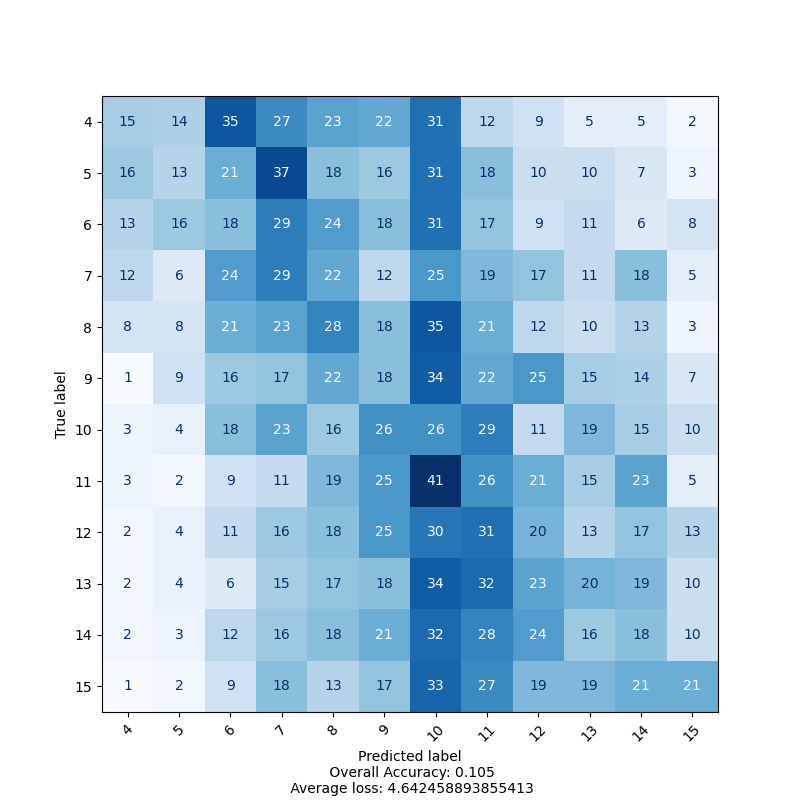 4 15 14 35 27 23 22 31 12 9 5 5 2
5 16 13 21 37 18 16 31 18 10 10 7 3
6 13 16 18 29 24 18 31 17 9 11 6 8
7 12 6 24 29 22 12 25 19 17 11 18 5
8 8 8 21 23 28 18 35 21 12 10 13 3
9 1 9 16 17 22 18 34 22 25 15 14 7
True label
10 3 4 18 23 16 26 26 29 11 19 15 10
11 3 2 9 11 19 25 41 26 21 15 23 5
12 2 4 11 16 18 25 30 31 20 13 17 13
13 2 4 6 15 17 18 34 32 23 20 19 10
14 2 3 12 16 18 21 32 28 24 16 18 10
15 1 2 9 18 13 17 33 27 19 19 21 21
4 5 6 7 8 9 10 11 12 13 14 15
Predicted label
Overall Accuracy: 0.105
Average loss: 4.642458893855413